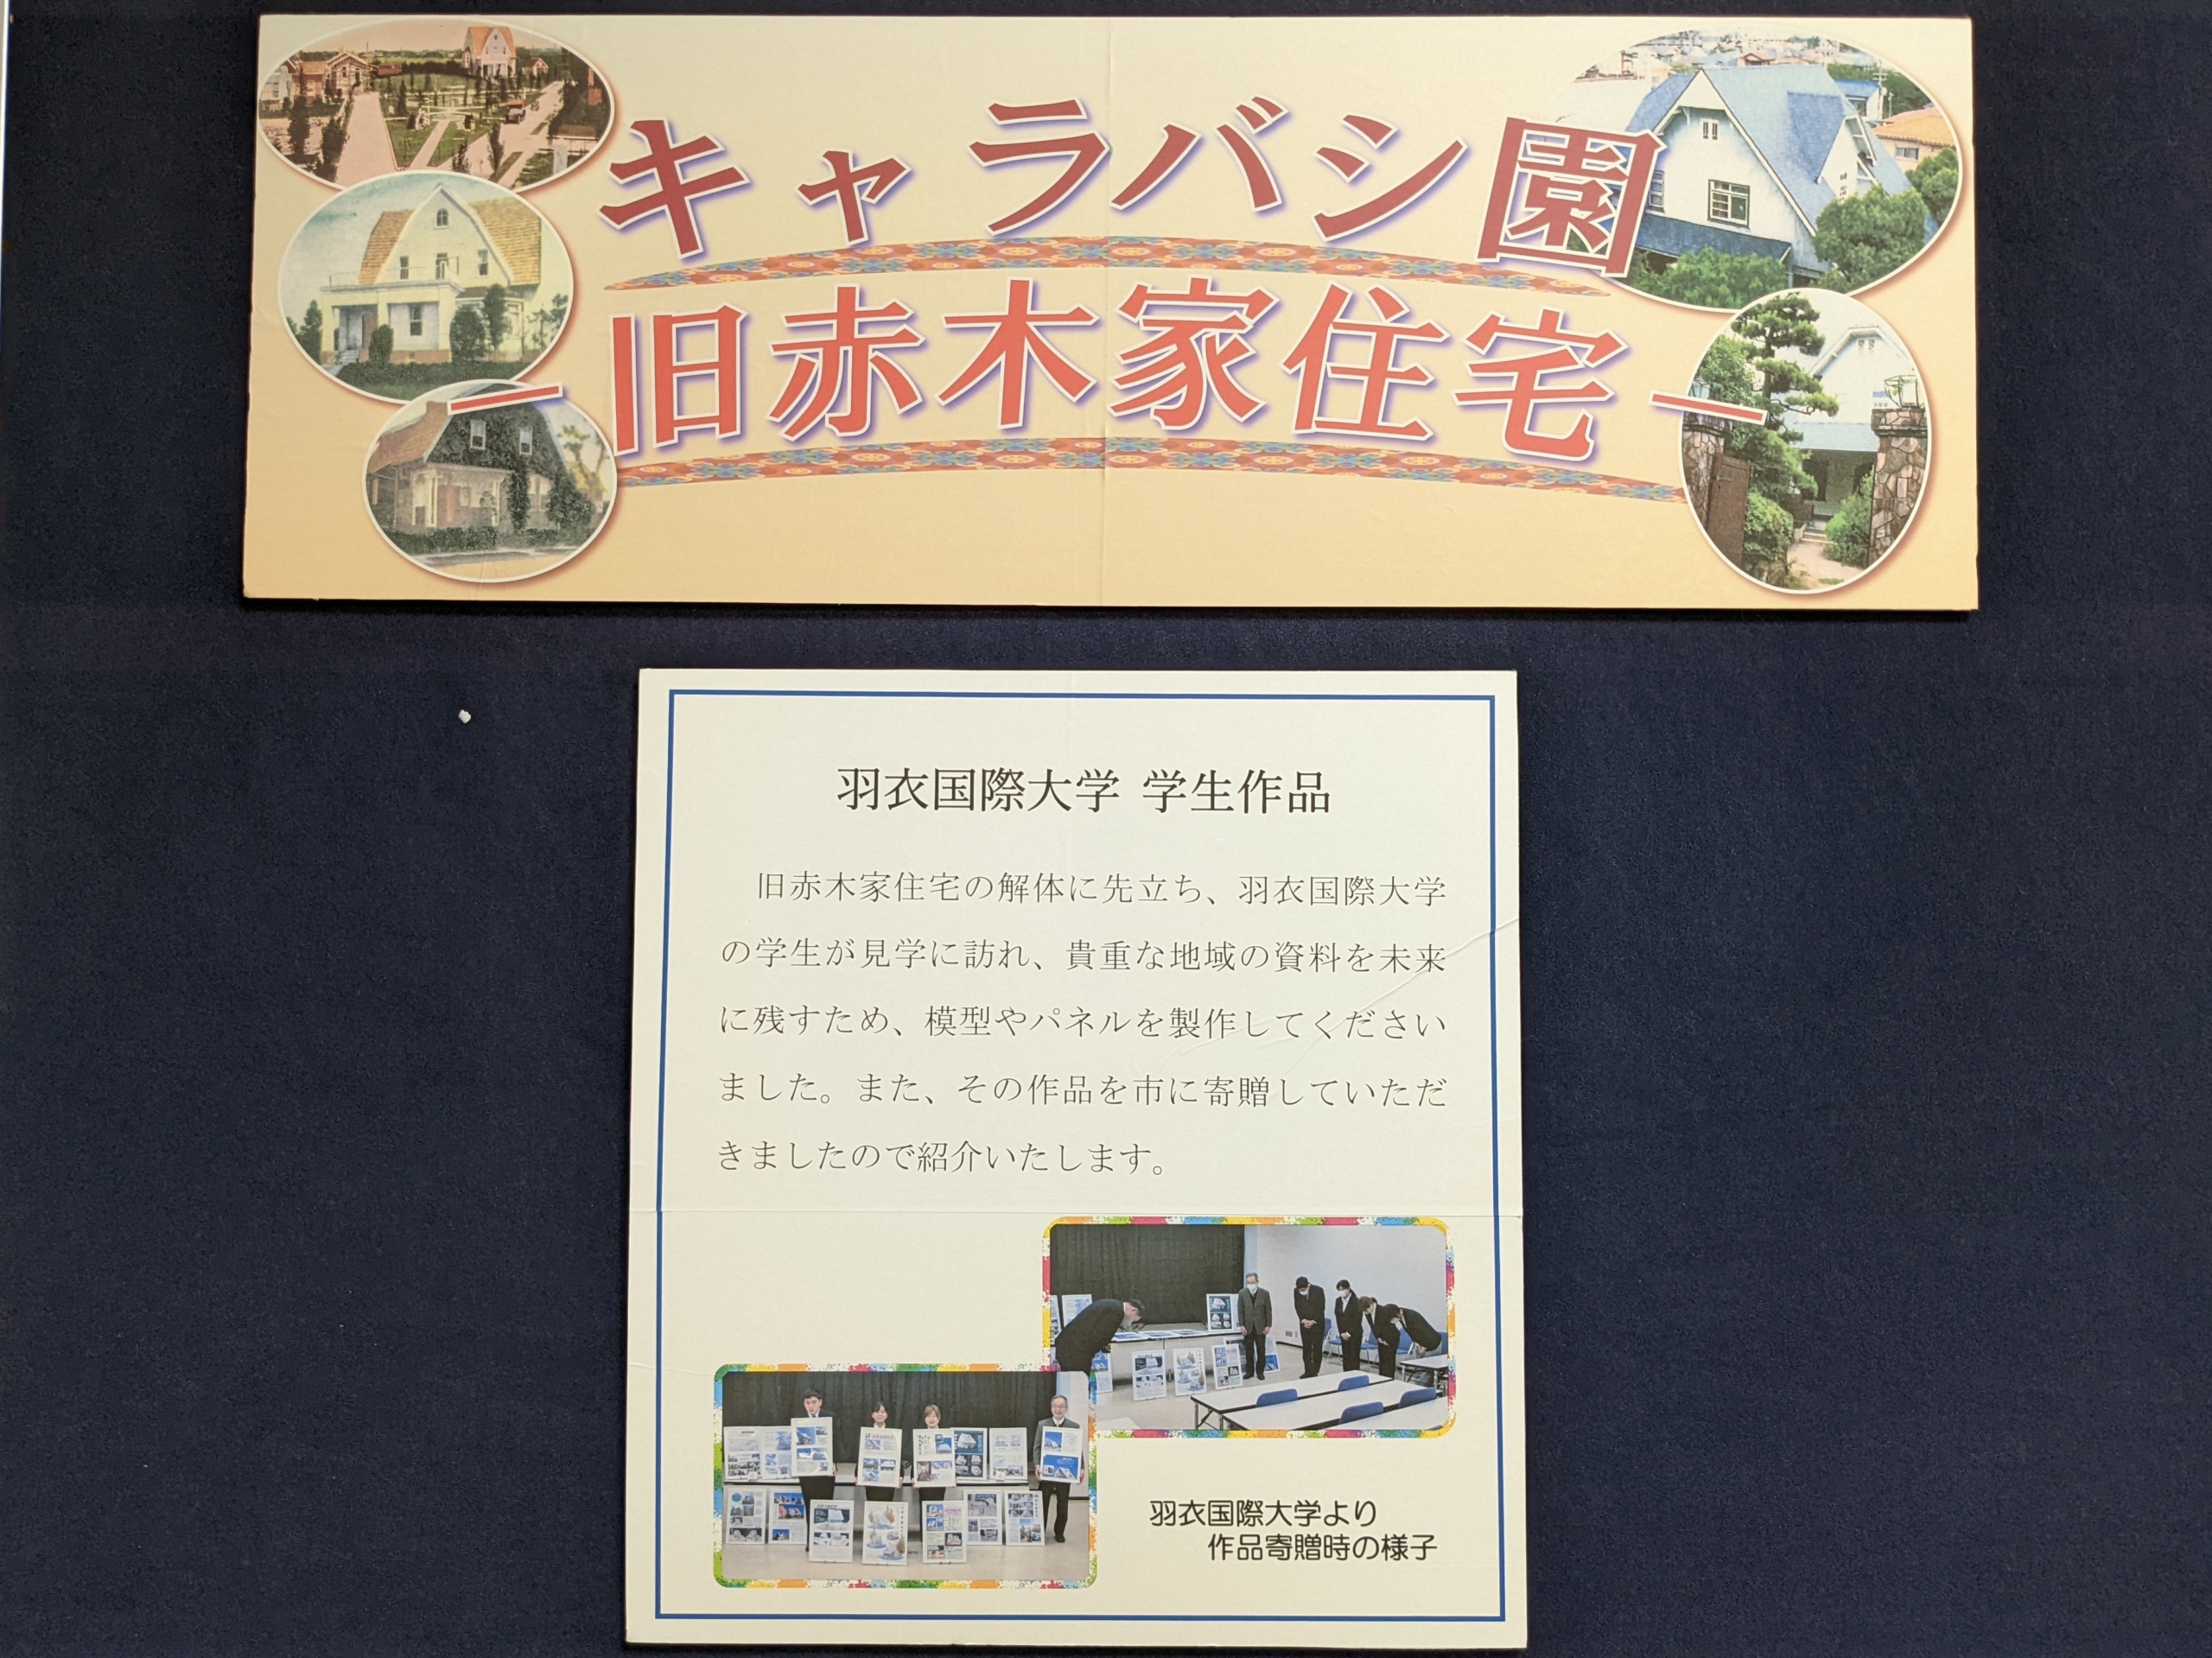 キャラバシ園
－旧赤木家住宅－
羽衣国際大学 学生作品
旧赤木家住宅の解体に先立ち、羽衣国際大学
の学生が見学に訪れ、貴重な地域の資料を未来
に残すため、模型やパネルを製作してください
ました。また、その作品を市に寄贈していただ
きましたので紹介いたします。
羽衣国際大学より
作品寄贈時の様子